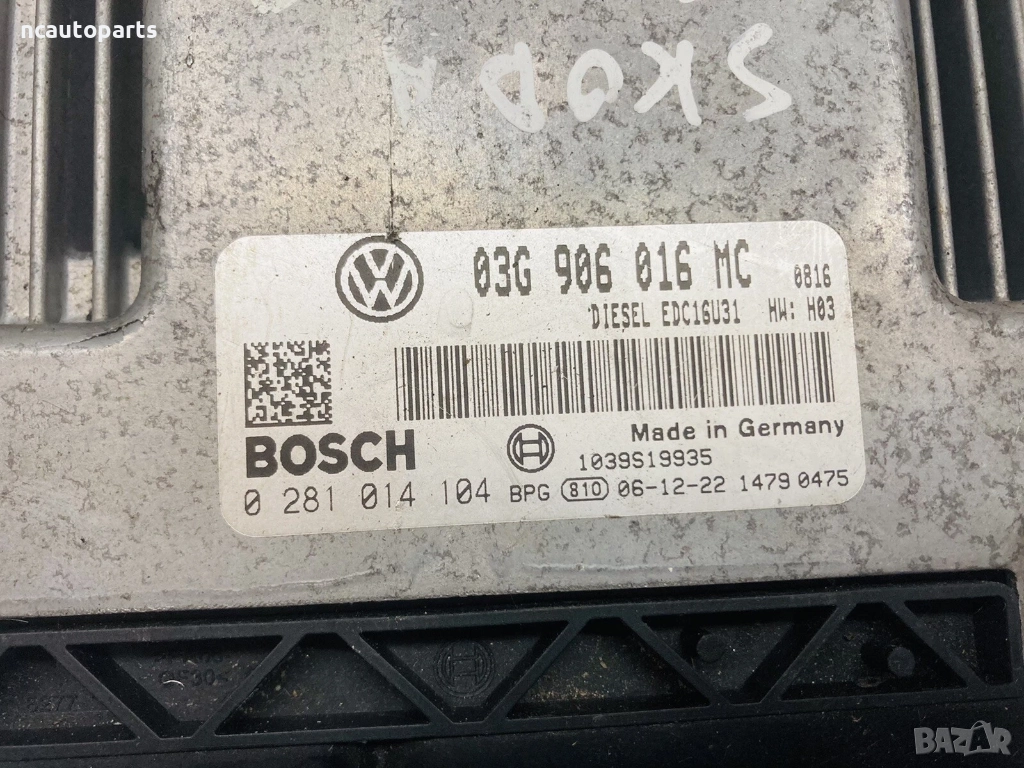 ncautoparts
SKODA
03G 906 016 MC 0816
DIESEL EDC16U31 HW: H03
BOSCH
Made in Germany
1039S19935
0 281 014 104 BPG 810 06-12-22 1479 0475
BAZAR